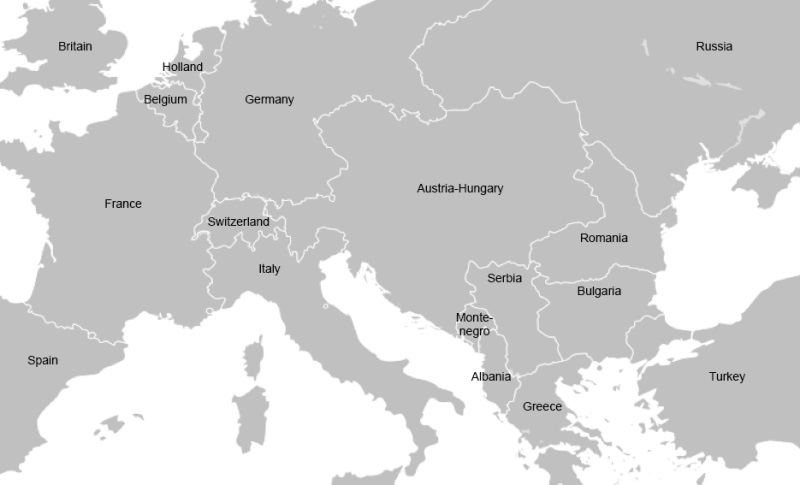 Britain
Russia
Holland
Belgium
Germany
Austria-Hungary
France
Switzerland
Romania
Italy
Serbia
Bulgaria
Monte-
negro
Spain
Albania
Turkey
Greece